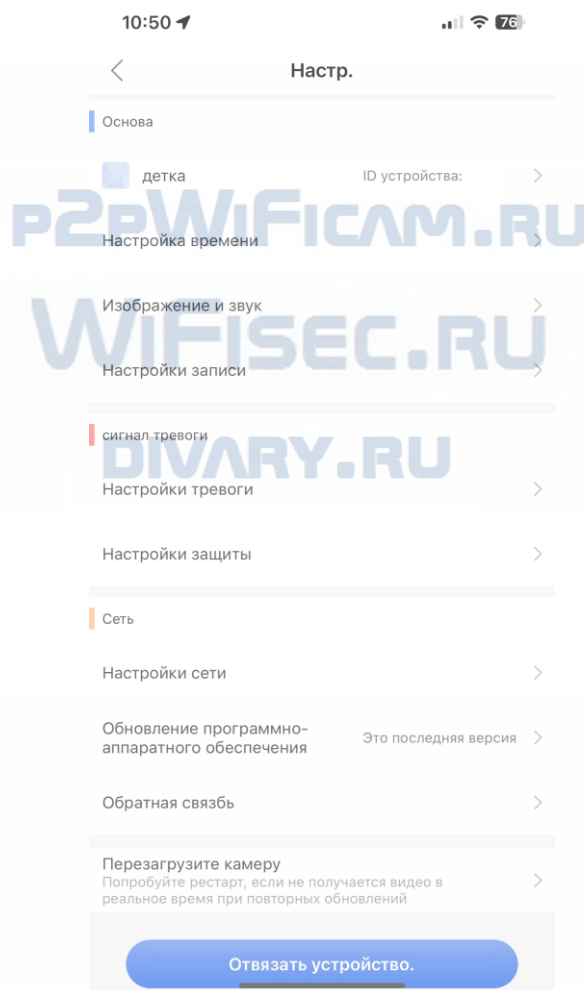 10:50
76
Настр.
Основа
детка
ID устройства:
P2PWIFICAM.RU
Настройка времени
Изображение и звук
WIFISEC.RU
Настройки записи
сигнал тревоги
DIVARY.RU
Настройки тревоги
Настройки защиты
Сеть
Настройки сети
Обновление программно-
аппаратного обеспечения
Это последняя версия
Обратная связбь
Перезагрузите камеру
Попробуйте рестарт, если не получается видео в
реальное время при повторных обновлений
Отвязать устройство.